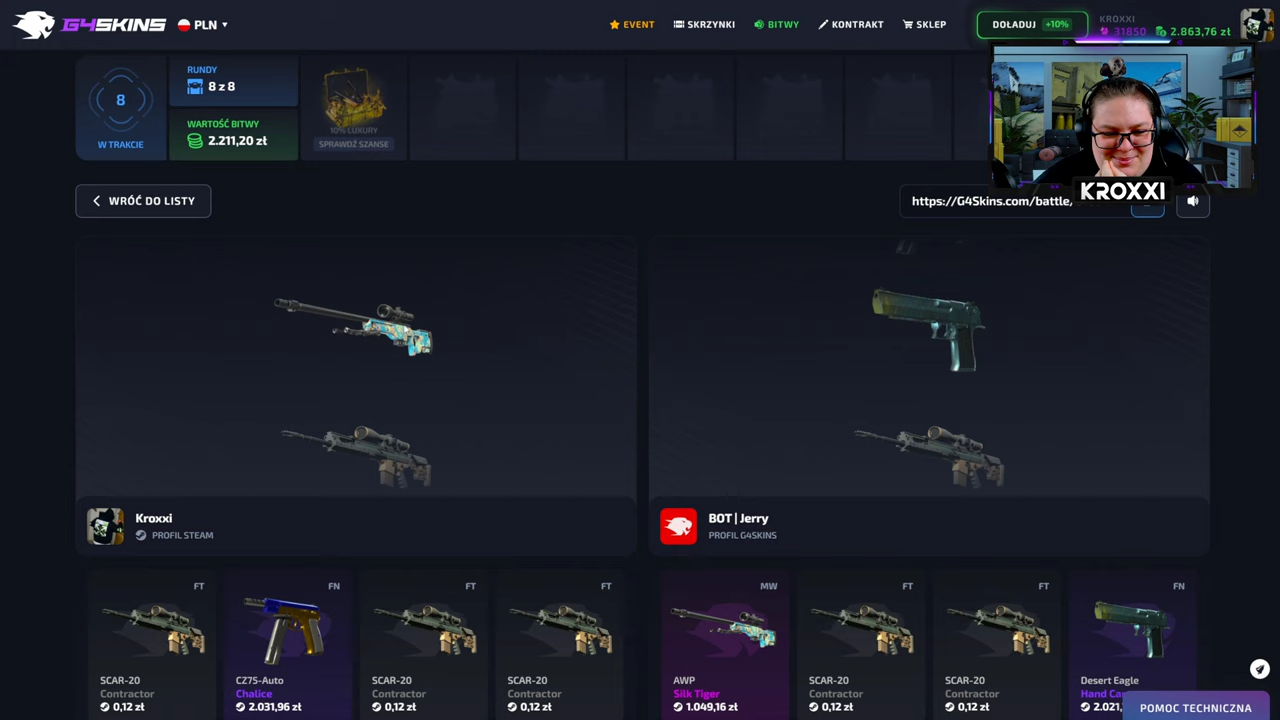 G4SKINS
PLN
EVENT
SKRZYNKI
BITWY
KONTRAKT
SKLEP
DOŁADUJ +10%
KROXXI
31850
2.863,76 zł
8
W TRAKCIE
RUNDY
8 z 8
WARTOŚĆ BITWY
2.211,20 zł
10% LUXURY
SPRAWDŹ SZANSE
KROXXI
WRÓĆ DO LISTY
https://G4Skins.com/battle/
Kroxxi
PROFIL STEAM
BOT | Jerry
PROFIL G4SKINS
FT
SCAR-20
Contractor
0,12 zł
FN
CZ75-Auto
Chalice
2.031,96 zł
FT
SCAR-20
Contractor
0,12 zł
FT
SCAR-20
Contractor
0,12 zł
MW
AWP
Silk Tiger
1.049,16 zł
FT
SCAR-20
Contractor
0,12 zł
FT
SCAR-20
Contractor
0,12 zł
FN
Desert Eagle
Hand
2.021,
POMOC TECHNICZNA